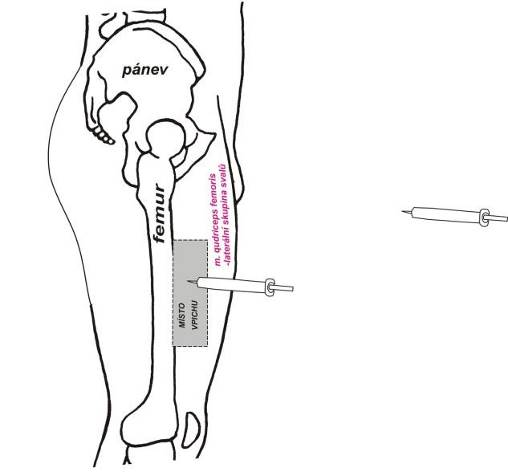 pánev
femur
m. qudriceps femoris
-laterální skupina svalů
MÍSTO
VPICHU